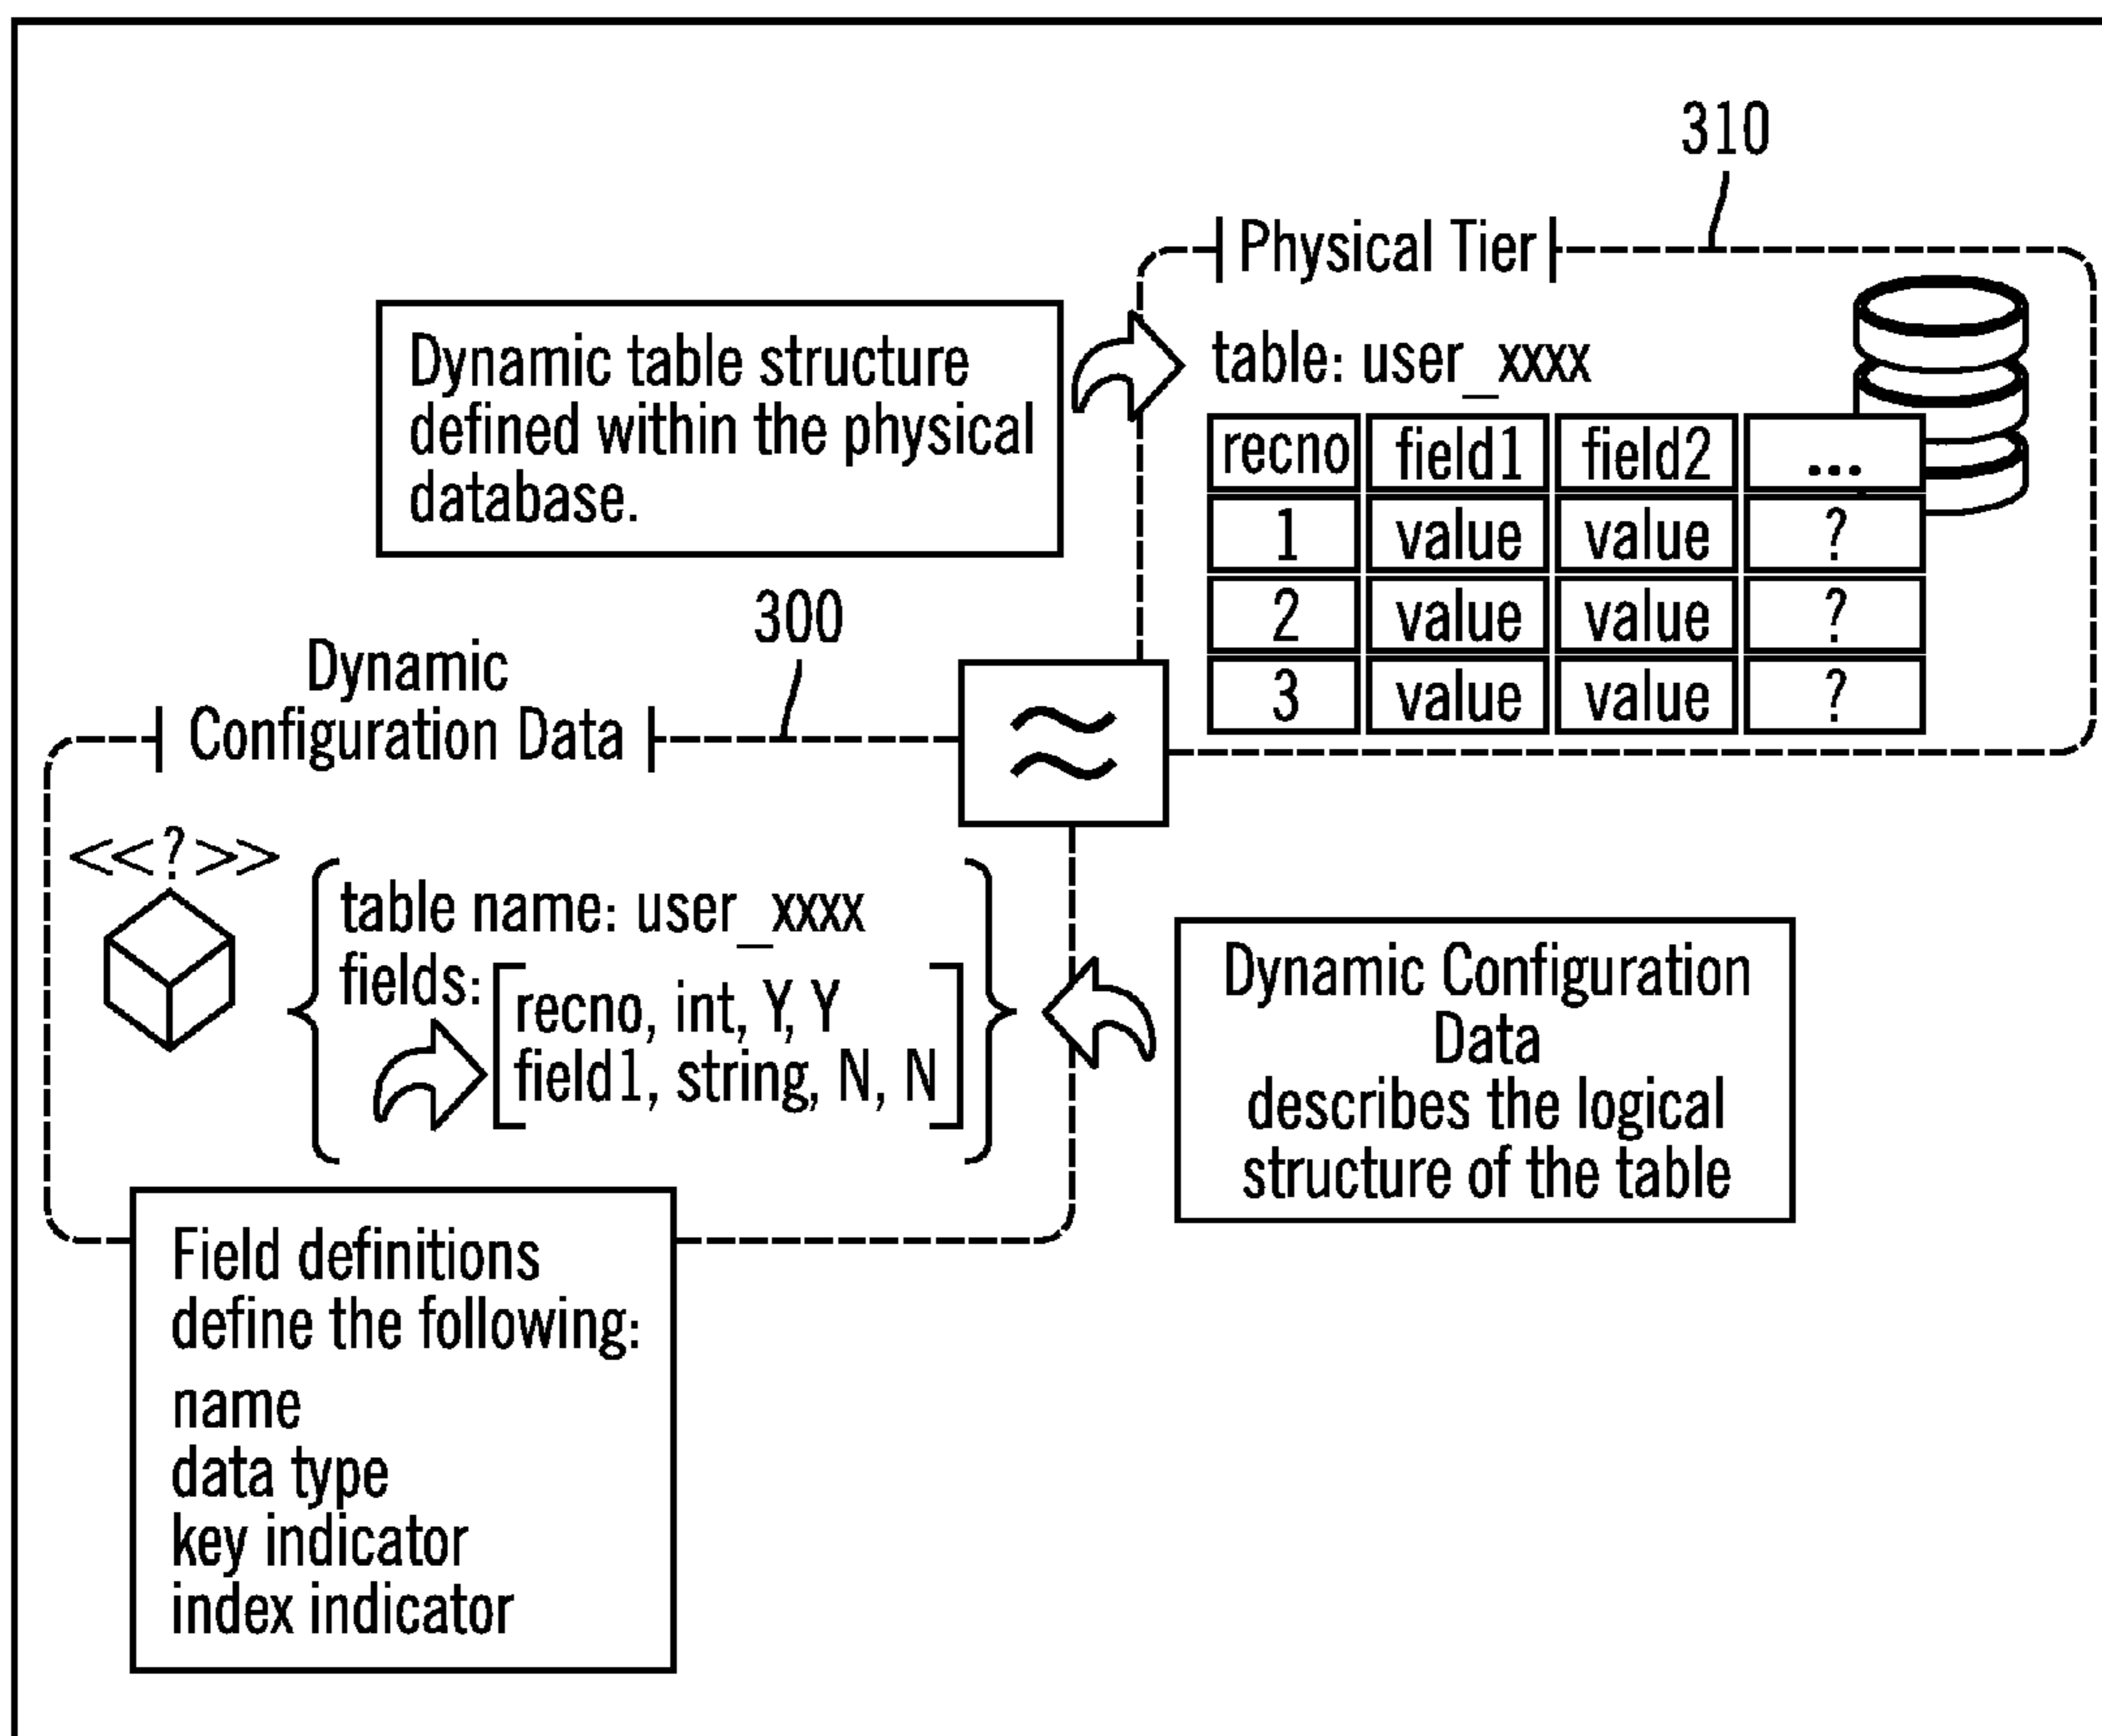 310
Physical Tier
Dynamic table structure
defined within the physical
database.
table: user_xxxx
recno field1 field2 ...
1 value value ?
2 value value ?
3 value value ?
300
Dynamic
Configuration Data
≈
<<?>>
table name: user_xxxx
fields:
recno, int, Y, Y
field1, string, N, N
Dynamic Configuration
Data
describes the logical
structure of the table
Field definitions
define the following:
name
data type
key indicator
index indicator